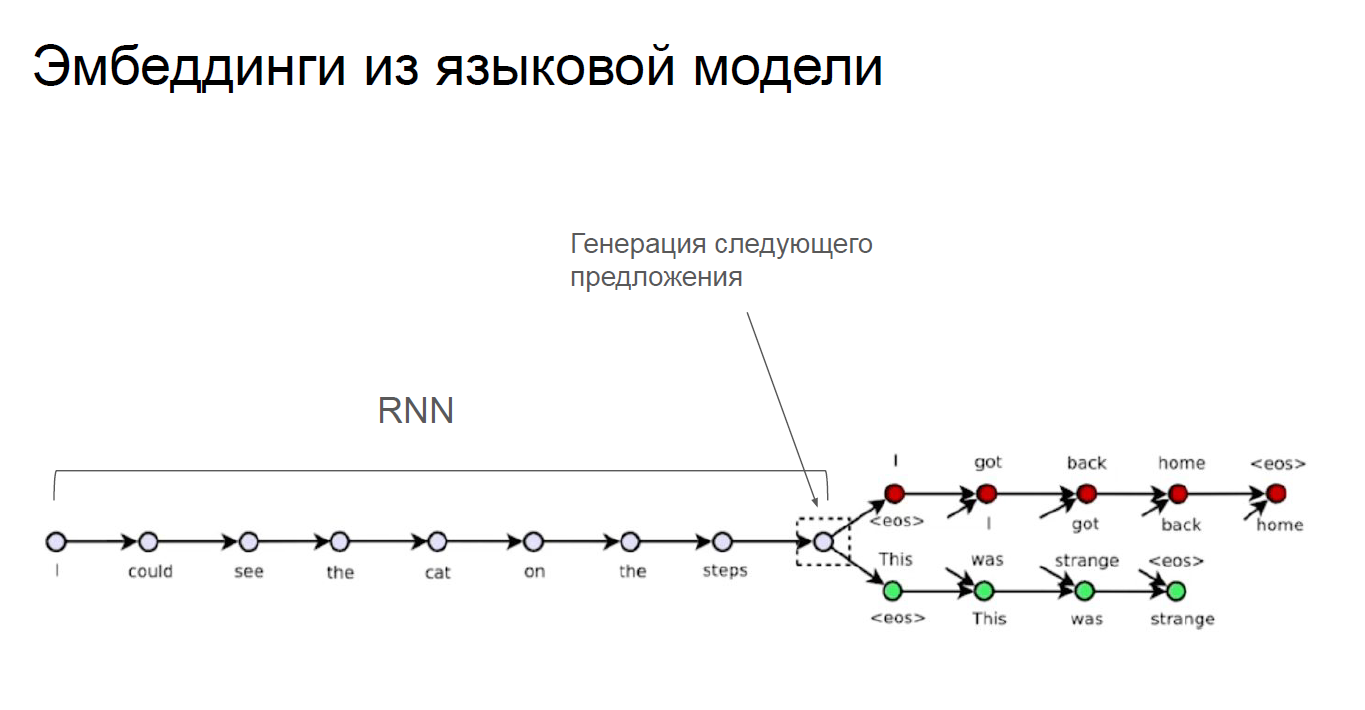 Эмбеддинги из языковой модели
Генерация следующего
предложения
RNN
I got back home <eos>
<eos> I got back home
I could see the cat on the steps
This was strange <eos>
<eos> This was strange